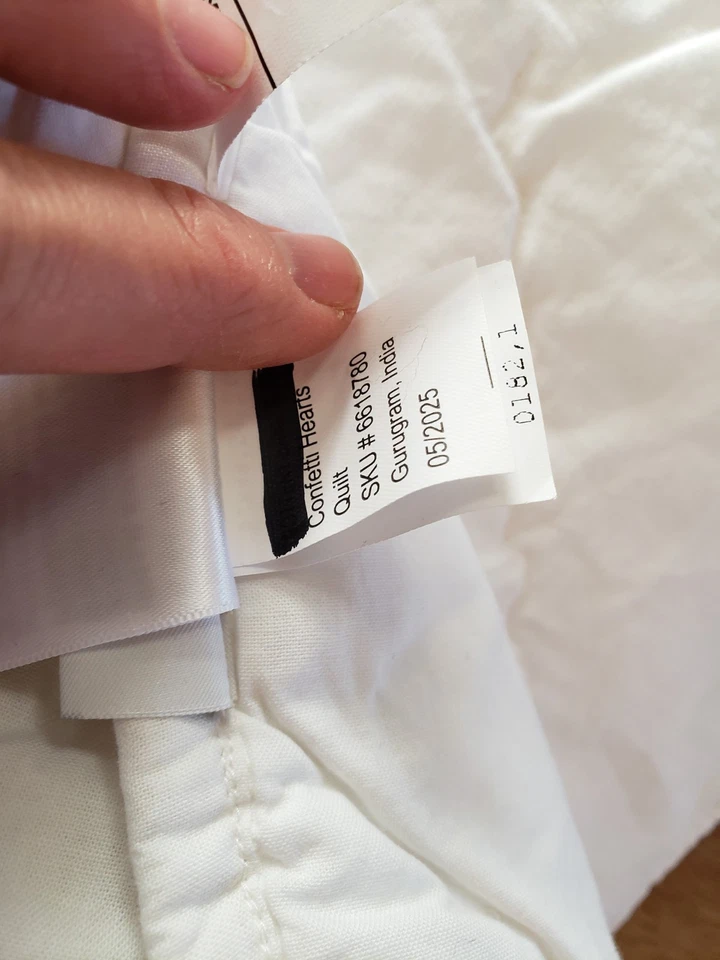 Confetti Hearts
Quilt
SKU # 6618780
Gurugram, India
05/2025
0182,1